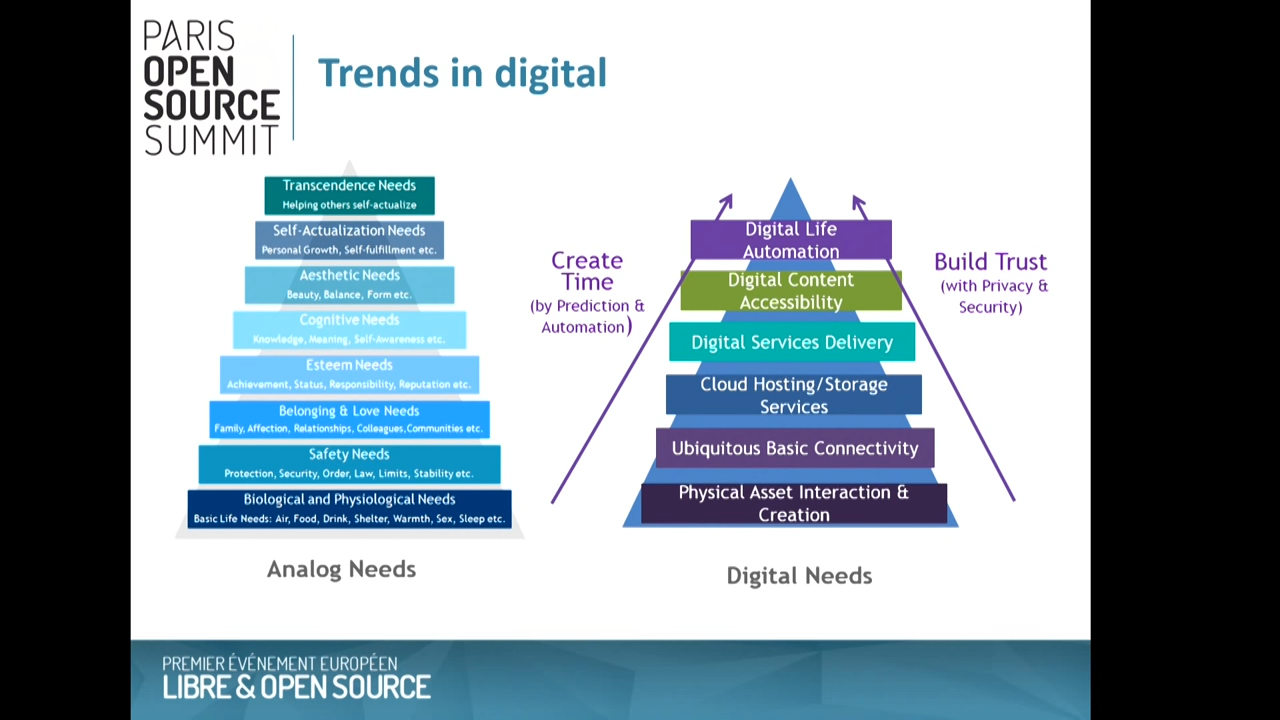 PARIS
OPEN
SOURCE
SUMMIT
Trends in digital
Transcendence Needs
Helping others self-actualize
Self-Actualization Needs
Personal Growth, Self-fulfillment etc.
Aesthetic Needs
Beauty, Balance, Form etc.
Cognitive Needs
Knowledge, Meaning, Self-Awareness etc.
Esteem Needs
Achievement, Status, Responsibility, Reputation etc.
Belonging & Love Needs
Family, Affection, Relationships, Colleagues,Communities etc.
Safety Needs
Protection, Security, Order, Law, Limits, Stability etc.
Biological and Physiological Needs
Basic Life Needs: Air, Food, Drink, Shelter, Warmth, Sex, Sleep etc.
Analog Needs
Create
Time
(by Prediction &
Automation)
Digital Life
Automation
Digital Content
Accessibility
Digital Services Delivery
Cloud Hosting/Storage
Services
Ubiquitous Basic Connectivity
Physical Asset Interaction &
Creation
Digital Needs
Build Trust
(with Privacy &
Security)
PREMIER ÉVÉNEMENT EUROPÉEN
LIBRE & OPEN SOURCE